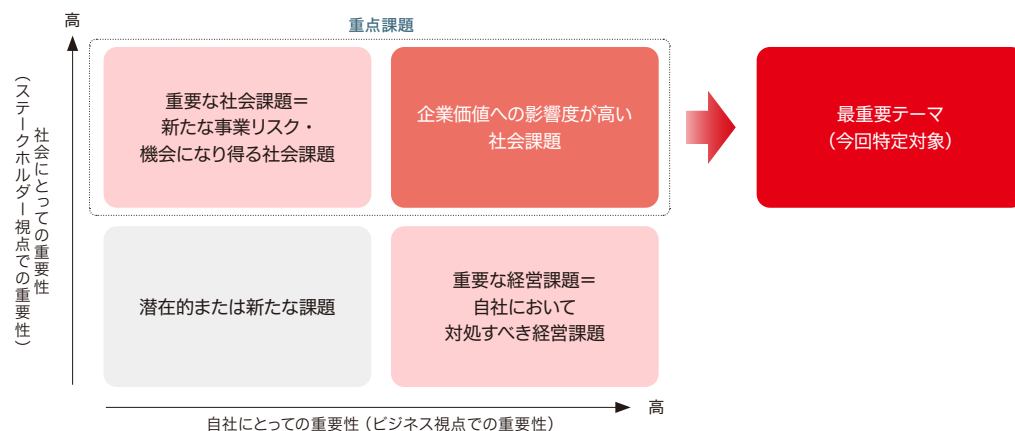 高
重点課題
重要な社会課題＝
新たな事業リスク・
機会になり得る社会課題
企業価値への影響度が高い
社会課題
最重要テーマ
（今回特定対象）
社会にとっての重要性
（ステークホルダー視点での重要性）
潜在的または新たな課題
重要な経営課題＝
自社において
対処すべき経営課題
高
自社にとっての重要性（ビジネス視点での重要性）